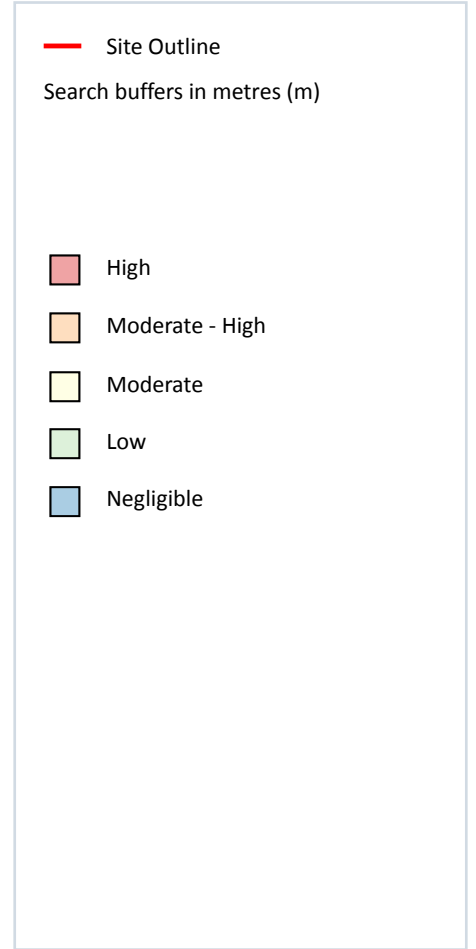 Site Outline
Search buffers in metres (m)
High
Moderate - High
Moderate
Low
Negligible